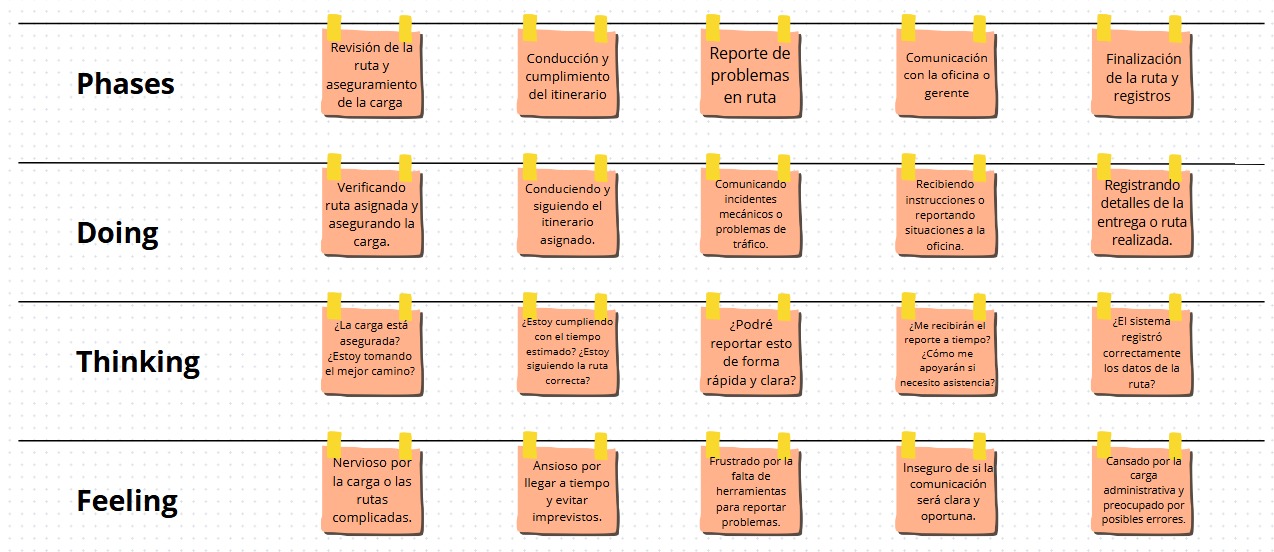 Phases
Revisión de la
ruta y
aseguramiento
de la carga
Conducción y
cumplimiento
del itinerario
Reporte de
problemas
en ruta
Comunicación
con la oficina o
gerente
Finalización
de la ruta y
registros
Doing
Verificando
ruta asignada y
asegurando la
carga.
Conduciendo y
siguiendo el
itinerario
asignado.
Comunicando
incidentes
mecánicos o
problemas de
tráfico.
Recibiendo
instrucciones o
reportando
situaciones a la
oficina.
Registrando
detalles de la
entrega o ruta
realizada.
Thinking
¿La carga está
asegurada?
¿Estoy tomando
el mejor camino?
¿Estoy cumpliendo
con el tiempo
estimado? ¿Estoy
siguiendo la ruta
correcta?
¿Podré
reportar esto
de forma
rápida y clara?
¿Me recibirán el
reporte a tiempo?
¿Cómo me
apoyarán si
necesito asistencia?
¿El sistema
registró
correctamente
los datos de la
ruta?
Feeling
Nervioso por
la carga o las
rutas
complicadas.
Ansioso por
llegar a tiempo
y evitar
imprevistos.
Frustrado por la
falta de
herramientas
para reportar
problemas.
Inseguro de si la
comunicación
será clara y
oportuna.
Cansado por la
carga
administrativa y
preocupado por
posibles errores.